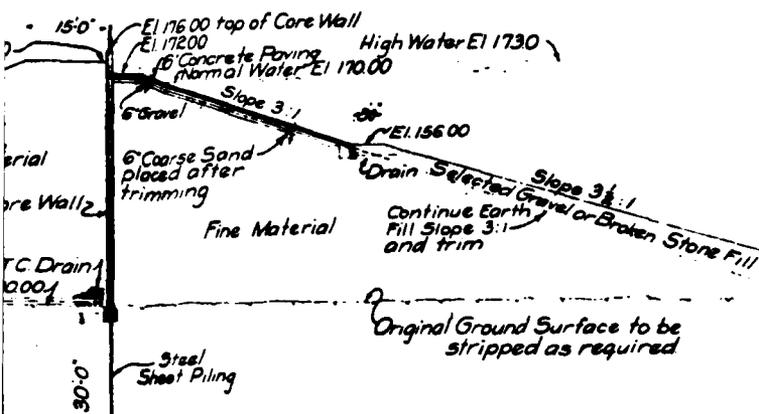 15'-0"
El. 176.00 top of Core Wall
El. 172.00
High Water El. 173.0
6" Concrete Paving
Normal Water El. 170.00
Slope 3:1
6" Gravel
El. 156.00
erial
6" Coarse Sand
placed after
trimming
Drain
Slope 3½:1
Selected Gravel or Broken Stone Fill
ore Wall
Continue Earth
Fill Slope 3:1
and trim
Fine Material
T.C. Drain
0.00
Original Ground Surface to be
stripped as required
Steel
Sheet Piling
30'-0"